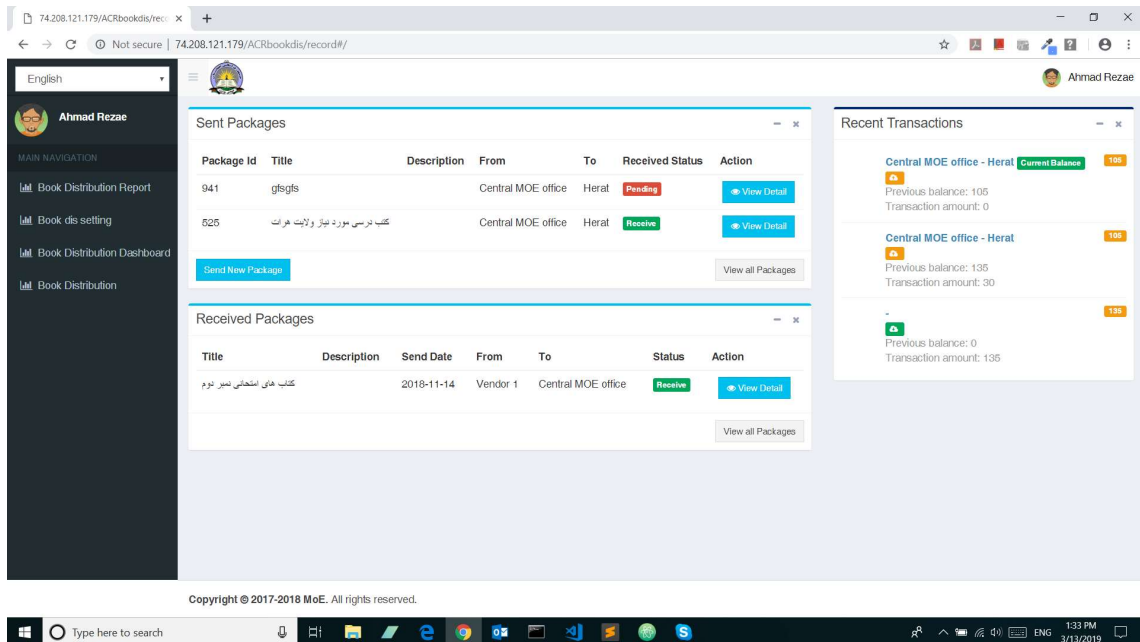 74.208.121.179/ACRbookdis/reco
Not secure | 74.208.121.179/ACRbookdis/record#/
English
Ahmad Rezae
Ahmad Rezae
MAIN NAVIGATION
Book Distribution Report
Book dis setting
Book Distribution Dashboard
Book Distribution
Sent Packages
Package Id Title Description From To Received Status Action
941 gfsgfs Central MOE office Herat Pending View Detail
525 کتب درسی مورد نیاز ولایت هرات Central MOE office Herat Receive View Detail
Send New Package View all Packages
Received Packages
Title Description Send Date From To Status Action
کتاب های امتحانی نمبر دوم 2018-11-14 Vendor 1 Central MOE office Receive View Detail
View all Packages
Recent Transactions
Central MOE office - Herat Current Balance 105
Previous balance: 105
Transaction amount: 0
Central MOE office - Herat 105
Previous balance: 135
Transaction amount: 30
- 135
Previous balance: 0
Transaction amount: 135
Copyright © 2017-2018 MoE. All rights reserved.
Type here to search
ENG
1:33 PM
3/13/2019